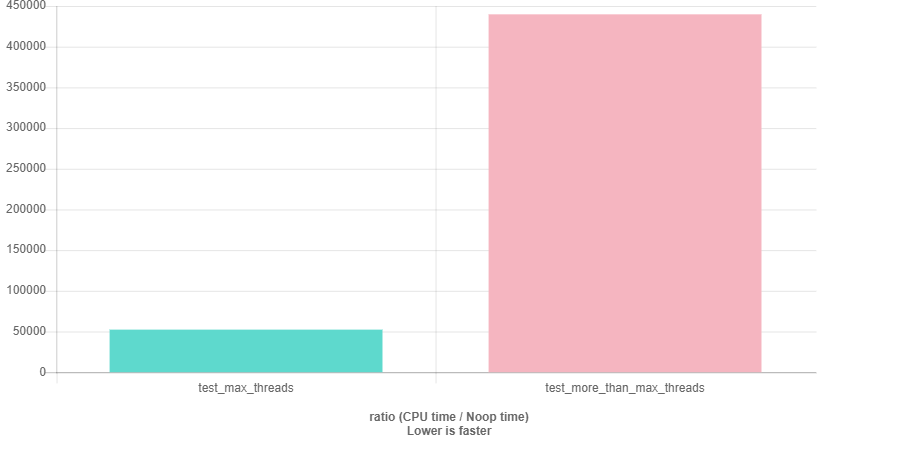 450000
400000
350000
300000
250000
200000
150000
100000
50000
0
test_max_threads
test_more_than_max_threads
ratio (CPU time / Noop time)
Lower is faster